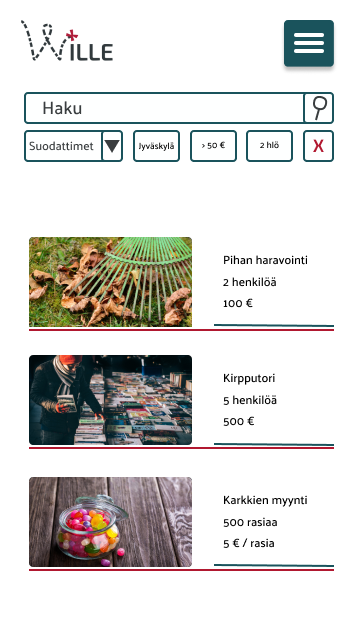 WILLE
Haku
Suodattimet
Jyväskylä
> 50 €
2 hlö
X
Pihan haravointi
2 henkilöä
100 €
Kirpputori
5 henkilöä
500 €
Karkkien myynti
500 rasiaa
5 € / rasia